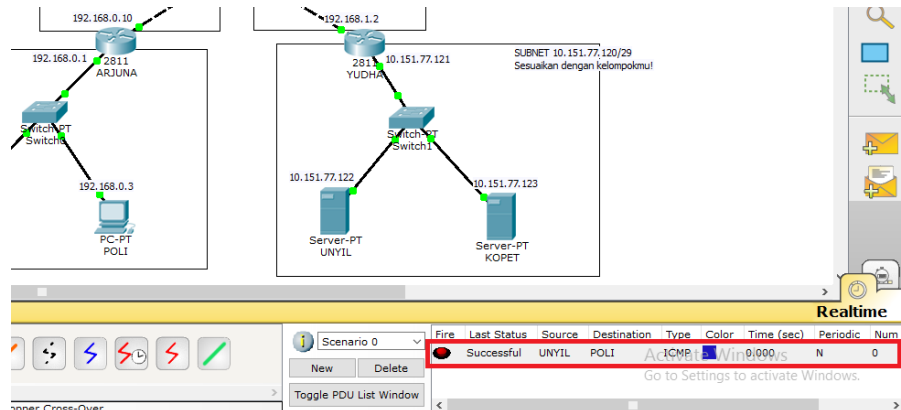 192.168.0.10
192.168.1.2
192.168.0.1
2811
ARJUNA
2811
YUDHA
10.151.77.121
SUBNET 10.151.77.120/29
Sesuaikan dengan kelompokmu!
Switch-PT
Switch0
Switch-PT
Switch1
192.168.0.3
10.151.77.122
10.151.77.123
PC-PT
POLI
Server-PT
UNYIL
Server-PT
KOPET
Realtime
Scenario 0
New Delete
Toggle PDU List Window
Fire Last Status Source Destination Type Color Time (sec) Periodic Num
Successful UNYIL POLI ICMP 0.000 N 0
Activate Windows
Go to Settings to activate Windows.
Cross-Over